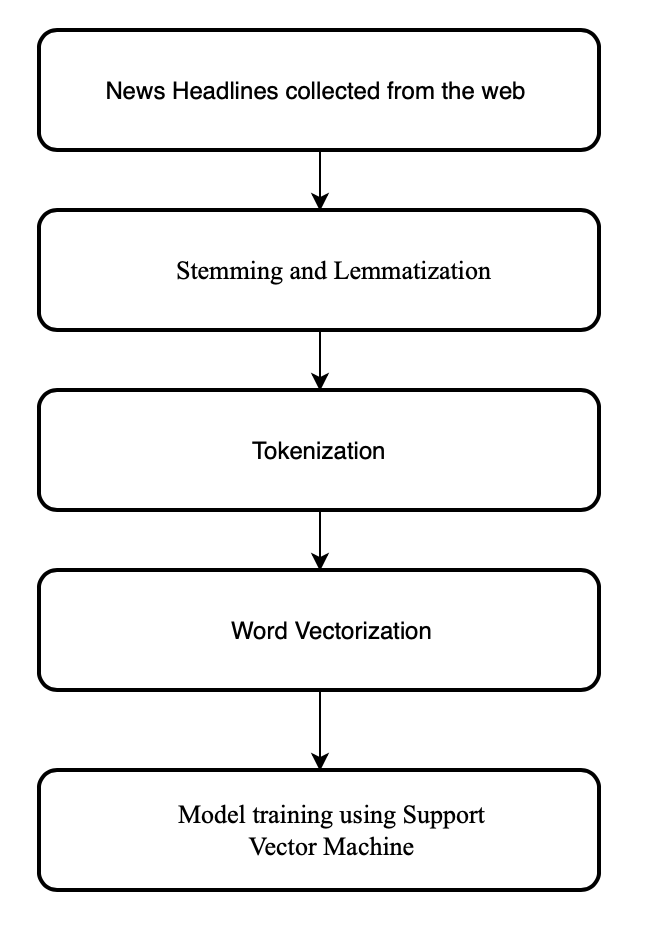 News Headlines collected from the web
Stemming and Lemmatization
Tokenization
Word Vectorization
Model training using Support
Vector Machine